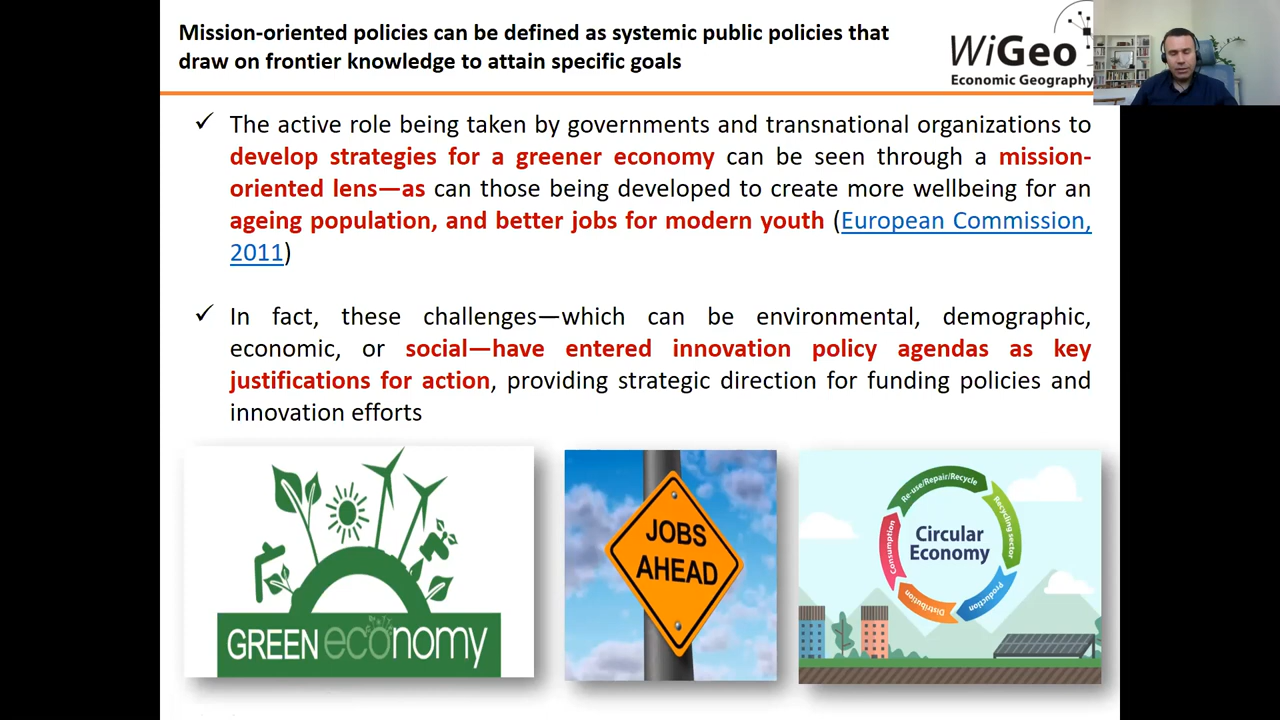 Mission-oriented policies can be defined as systemic public policies that
draw on frontier knowledge to attain specific goals
WiGeo
Economic Geography
✓ The active role being taken by governments and transnational organizations to
develop strategies for a greener economy can be seen through a mission-
oriented lens—as can those being developed to create more wellbeing for an
ageing population, and better jobs for modern youth (European Commission,
2011)
✓ In fact, these challenges—which can be environmental, demographic,
economic, or social—have entered innovation policy agendas as key
justifications for action, providing strategic direction for funding policies and
innovation efforts
GREEN economy
JOBS
AHEAD
Re-use/Repair/Recycle
Recycling sector
Production
Distribution
Consumption
Circular
Economy